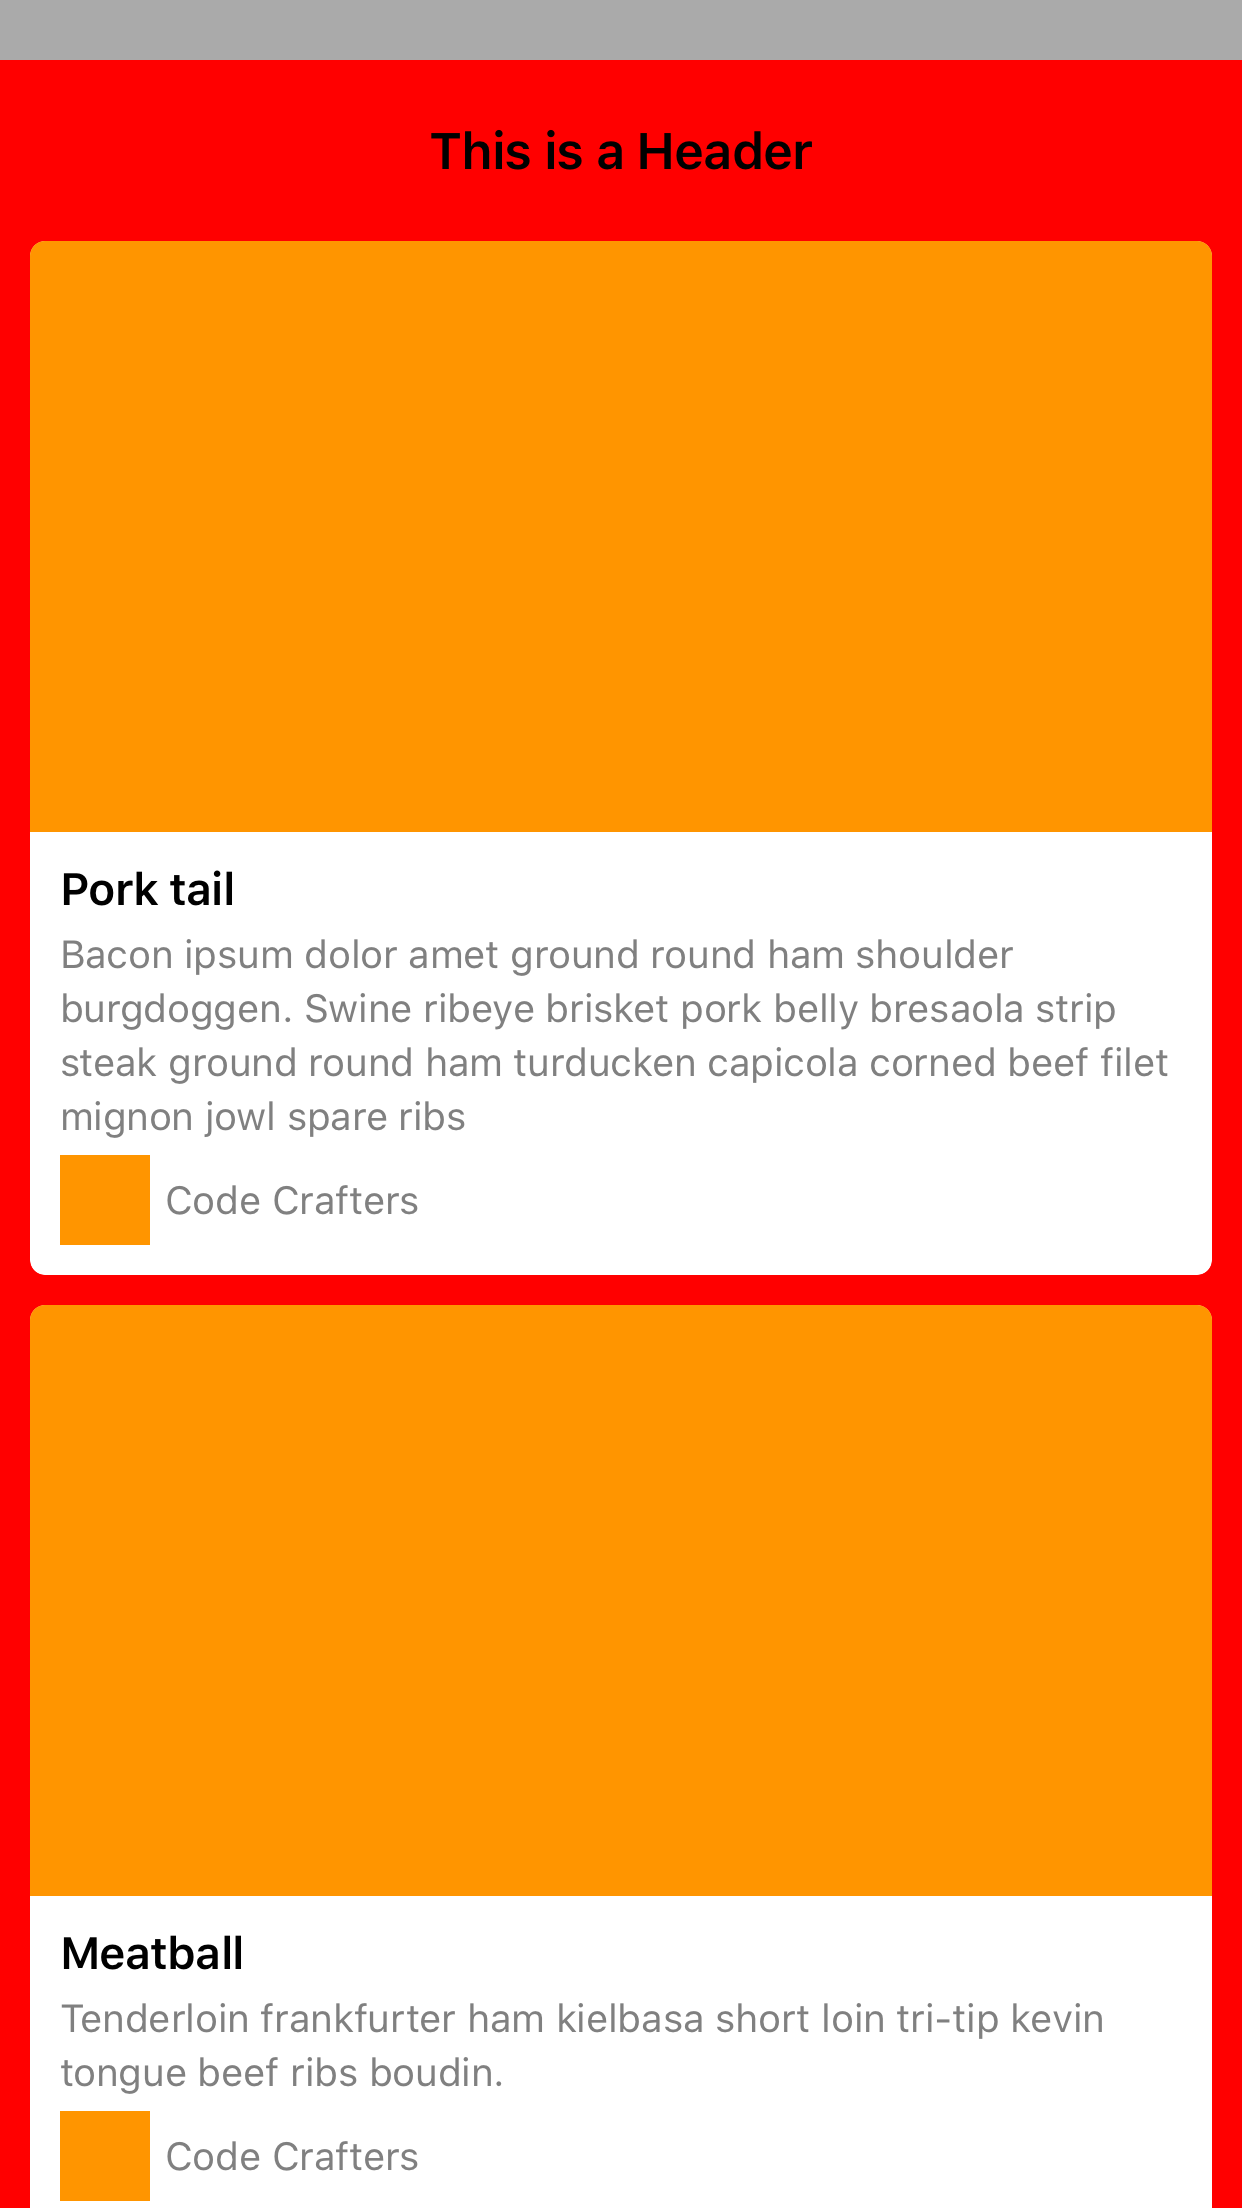 This is a Header
Pork tail
Bacon ipsum dolor amet ground round ham shoulder
burgdoggen. Swine ribeye brisket pork belly bresaola strip
steak ground round ham turducken capicola corned beef filet
mignon jowl spare ribs
Code Crafters
Meatball
Tenderloin frankfurter ham kielbasa short loin tri-tip kevin
tongue beef ribs boudin.
Code Crafters